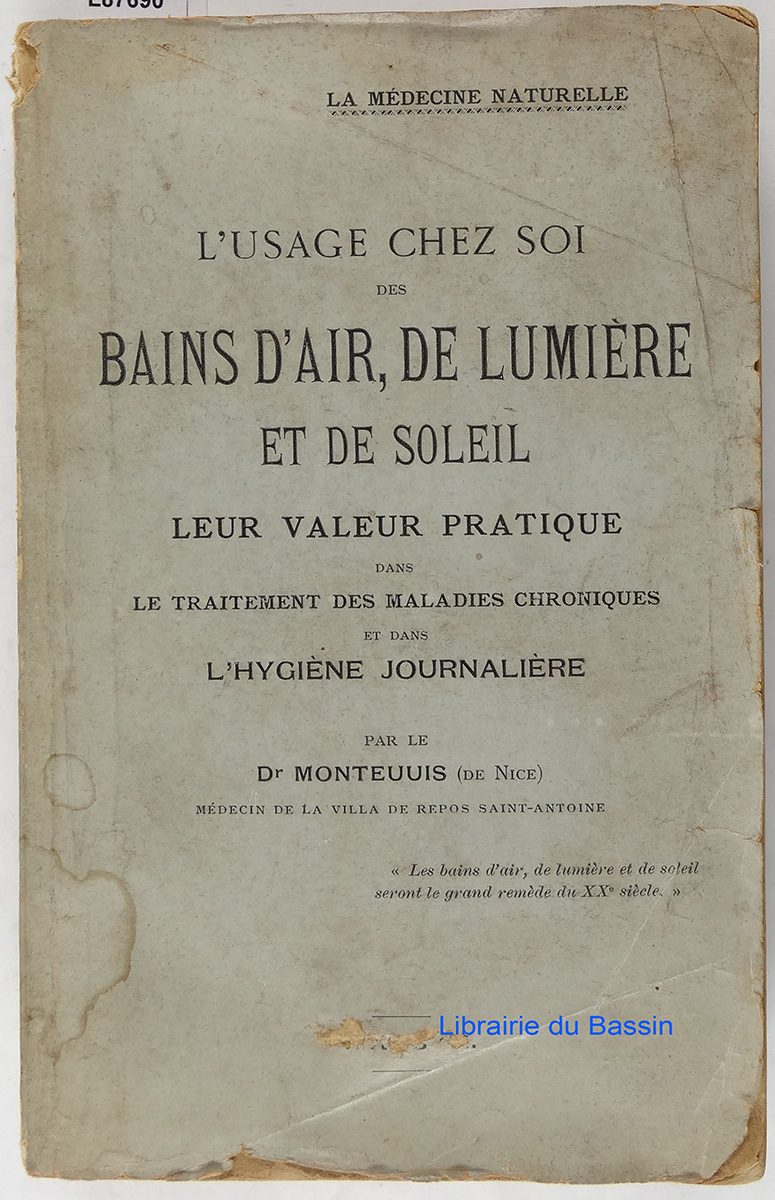 E87690
LA MÉDECINE NATURELLE
L'USAGE CHEZ SOI
DES
BAINS D'AIR, DE LUMIÈRE
ET DE SOLEIL
LEUR VALEUR PRATIQUE
DANS
LE TRAITEMENT DES MALADIES CHRONIQUES
ET DANS
L'HYGIÈNE JOURNALIÈRE
PAR LE
Dr MONTEUUIS (DE NICE)
MÉDECIN DE LA VILLA DE REPOS SAINT-ANTOINE
« Les bains d'air, de lumière et de soleil
seront le grand remède du XXe siècle. »
Librairie du Bassin